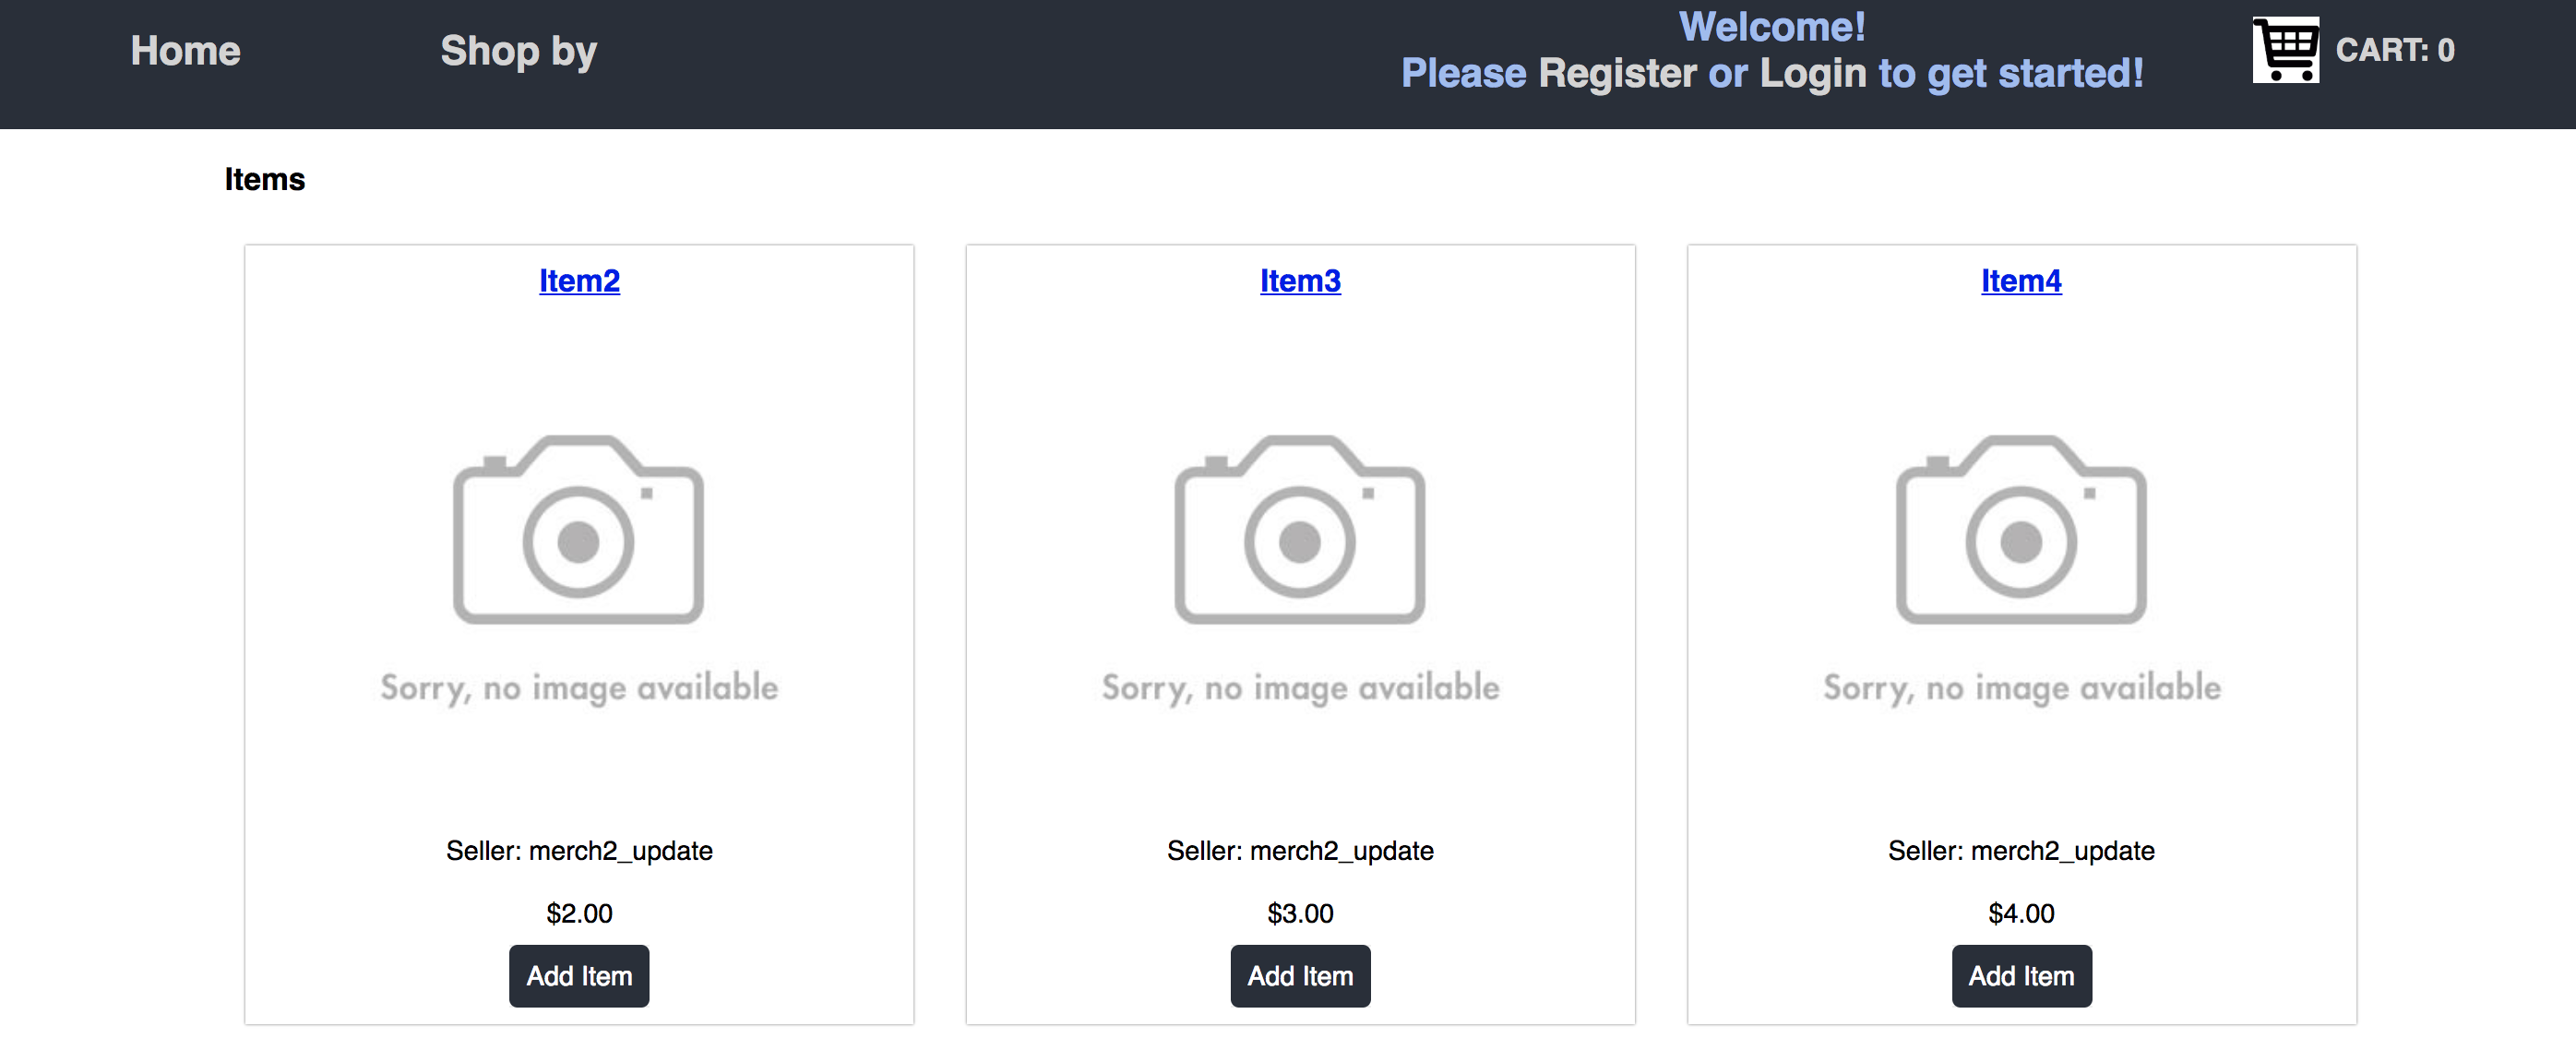 Home
Shop by
Welcome!
Please Register or Login to get started!
CART: 0
Items
Item2
Item3
Item4
Sorry, no image available
Sorry, no image available
Sorry, no image available
Seller: merch2_update
Seller: merch2_update
Seller: merch2_update
$2.00
$3.00
$4.00
Add Item
Add Item
Add Item